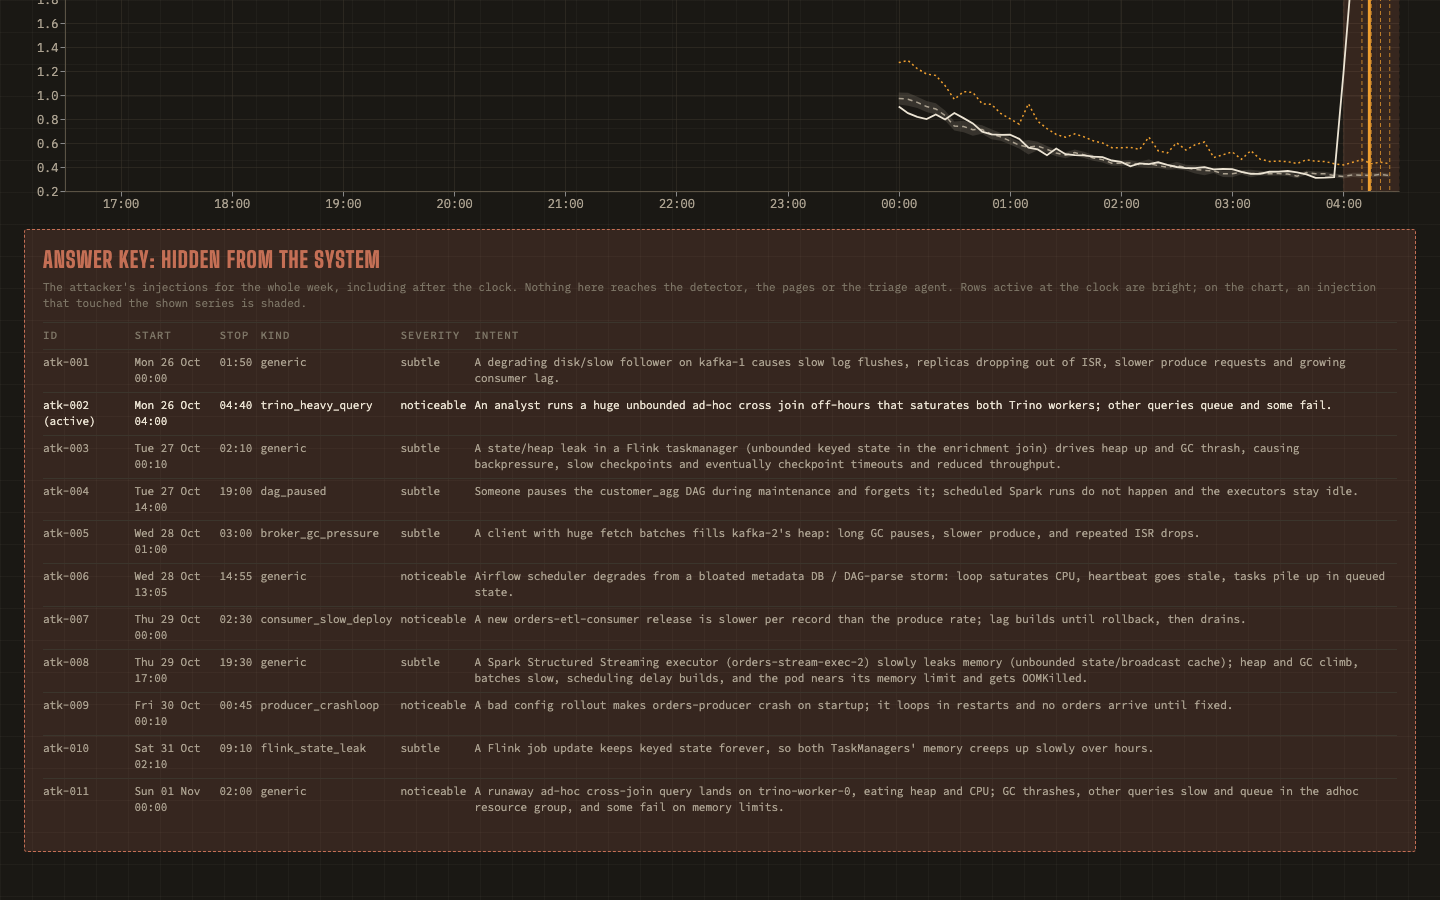 1.8
1.6
1.4
1.2
1.0
0.8
0.6
0.4
0.2
17:00 18:00 19:00 20:00 21:00 22:00 23:00 00:00 01:00 02:00 03:00 04:00
ANSWER KEY: HIDDEN FROM THE SYSTEM
The attacker's injections for the whole week, including after the clock. Nothing here reaches the detector, the pages or the triage agent. Rows active at the clock are bright; on the chart, an injection
that touched the shown series is shaded.
ID START STOP KIND SEVERITY INTENT
atk-001 Mon 26 Oct 01:50 generic subtle A degrading disk/slow follower on kafka-1 causes slow log flushes, replicas dropping out of ISR, slower produce requests and growing
00:00 consumer lag.
atk-002 Mon 26 Oct 04:40 trino_heavy_query noticeable An analyst runs a huge unbounded ad-hoc cross join off-hours that saturates both Trino workers; other queries queue and some fail.
(active) 04:00
atk-003 Tue 27 Oct 02:10 generic subtle A state/heap leak in a Flink taskmanager (unbounded keyed state in the enrichment join) drives heap up and GC thrash, causing
00:10 backpressure, slow checkpoints and eventually checkpoint timeouts and reduced throughput.
atk-004 Tue 27 Oct 19:00 dag_paused subtle Someone pauses the customer_agg DAG during maintenance and forgets it; scheduled Spark runs do not happen and the executors stay idle.
14:00
atk-005 Wed 28 Oct 03:00 broker_gc_pressure subtle A client with huge fetch batches fills kafka-2's heap: long GC pauses, slower produce, and repeated ISR drops.
01:00
atk-006 Wed 28 Oct 14:55 generic noticeable Airflow scheduler degrades from a bloated metadata DB / DAG-parse storm: loop saturates CPU, heartbeat goes stale, tasks pile up in queued
13:05 state.
atk-007 Thu 29 Oct 02:30 consumer_slow_deploy noticeable A new orders-etl-consumer release is slower per record than the produce rate; lag builds until rollback, then drains.
00:00
atk-008 Thu 29 Oct 19:30 generic subtle A Spark Structured Streaming executor (orders-stream-exec-2) slowly leaks memory (unbounded state/broadcast cache); heap and GC climb,
17:00 batches slow, scheduling delay builds, and the pod nears its memory limit and gets OOMKilled.
atk-009 Fri 30 Oct 00:45 producer_crashloop noticeable A bad config rollout makes orders-producer crash on startup; it loops in restarts and no orders arrive until fixed.
00:10
atk-010 Sat 31 Oct 09:10 flink_state_leak subtle A Flink job update keeps keyed state forever, so both TaskManagers' memory creeps up slowly over hours.
02:10
atk-011 Sun 01 Nov 02:00 generic noticeable A runaway ad-hoc cross-join query lands on trino-worker-0, eating heap and CPU; GC thrashes, other queries slow and queue in the adhoc
00:00 resource group, and some fail on memory limits.